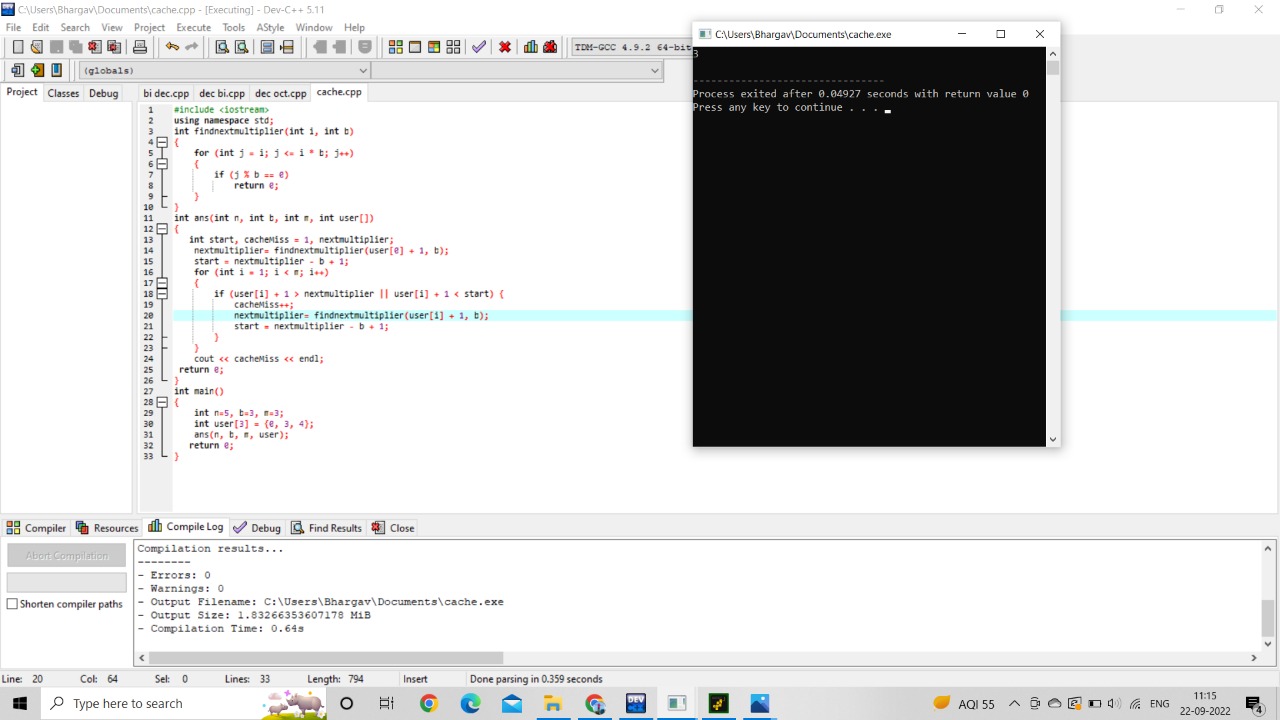 C:\Users\Bhargav\Documents\cache.cpp - [Executing] - Dev-C++ 5.11
File Edit Search View Project Execute Tools AStyle Window Help
TDM-GCC 4.9.2 64-bit
(globals)
Project Classes Debug
bi dec.cpp dec bi.cpp dec oct.cpp cache.cpp
1 #include <iostream>
2 using namespace std;
3 int findnextmultiplier(int i, int b)
4 {
5 for (int j = i; j <= i * b; j++)
6 {
7 if (j % b == 0)
8 return 0;
9 }
10 }
11 int ans(int n, int b, int m, int user[])
12 {
13 int start, cacheMiss = 1, nextmultiplier;
14 nextmultiplier= findnextmultiplier(user[0] + 1, b);
15 start = nextmultiplier - b + 1;
16 for (int i = 1; i < m; i++)
17 {
18 if (user[i] + 1 > nextmultiplier || user[i] + 1 < start) {
19 cacheMiss++;
20 nextmultiplier= findnextmultiplier(user[i] + 1, b);
21 start = nextmultiplier - b + 1;
22 }
23 }
24 cout << cacheMiss << endl;
25 return 0;
26 }
27 int main()
28 {
29 int n=5, b=3, m=3;
30 int user[3] = {0, 3, 4};
31 ans(n, b, m, user);
32 return 0;
33 }
C:\Users\Bhargav\Documents\cache.exe
3
--------------------------------
Process exited after 0.04927 seconds with return value 0
Press any key to continue . . .
Compiler Resources Compile Log Debug Find Results Close
Abort Compilation
Shorten compiler paths
Compilation results...
--------
- Errors: 0
- Warnings: 0
- Output Filename: C:\Users\Bhargav\Documents\cache.exe
- Output Size: 1.83266353607178 MiB
- Compilation Time: 0.64s
Line: 20 Col: 64 Sel: 0 Lines: 33 Length: 794 Insert Done parsing in 0.359 seconds
Type here to search
AQI 55
ENG
11:15
22-09-2022
4